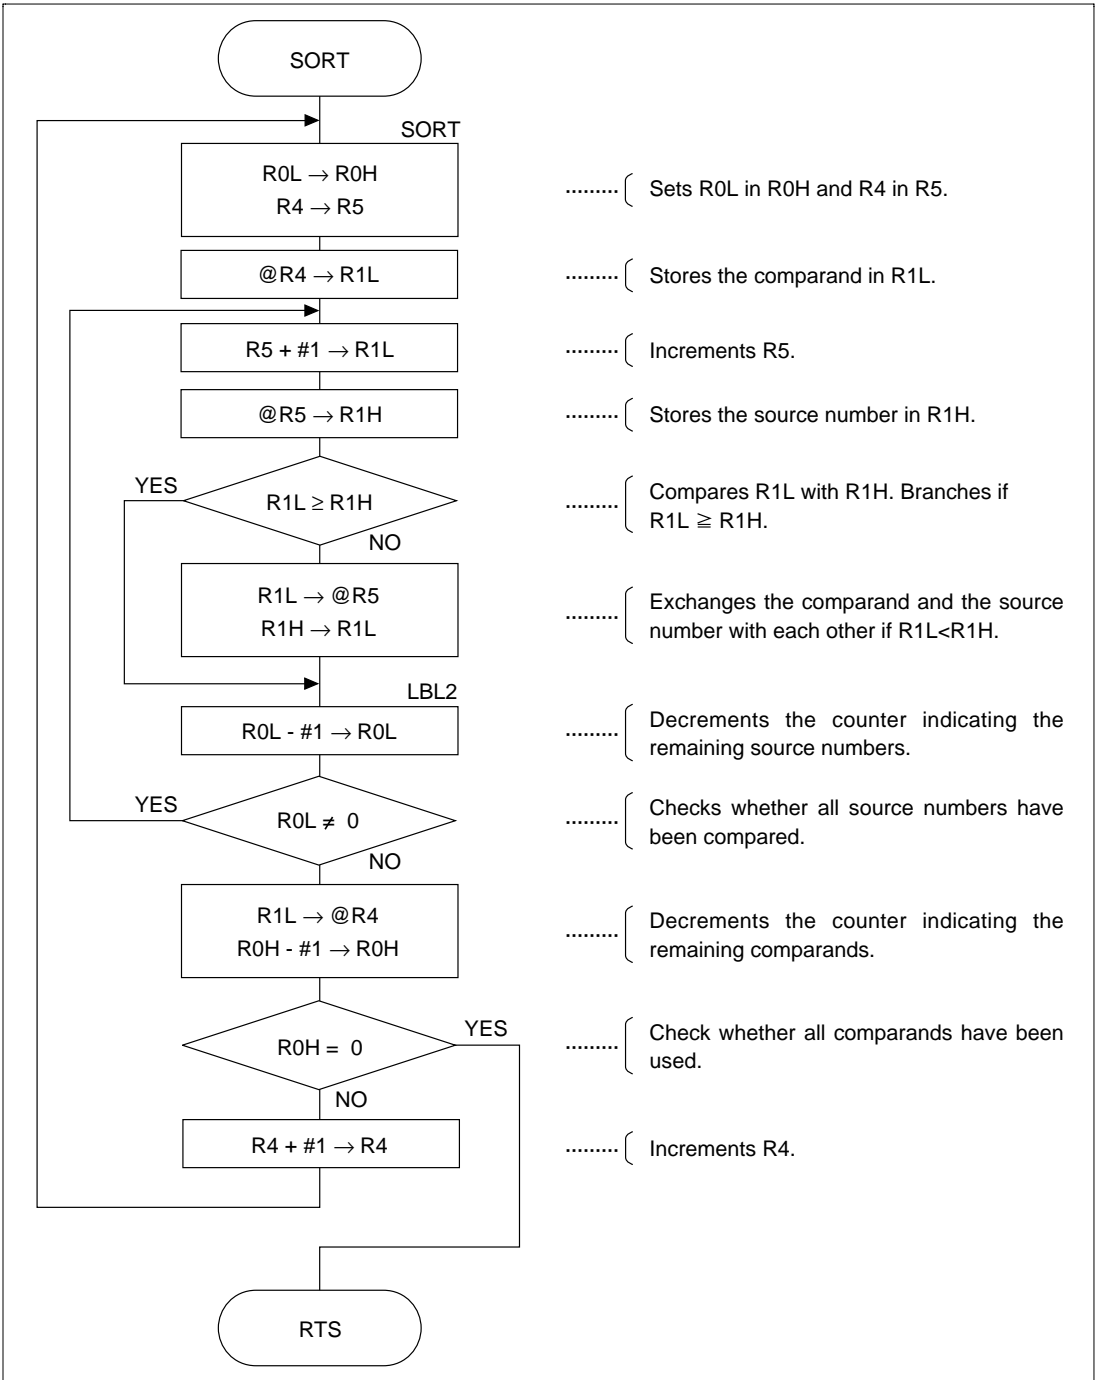 SORT
SORT
R0L → R0H
R4 → R5
......... Sets R0L in R0H and R4 in R5.
@R4 → R1L
......... Stores the comparand in R1L.
R5 + #1 → R1L
......... Increments R5.
@R5 → R1H
......... Stores the source number in R1H.
YES
R1L ≥ R1H
NO
......... Compares R1L with R1H. Branches if
R1L ≧ R1H.
R1L → @R5
R1H → R1L
......... Exchanges the comparand and the source
number with each other if R1L<R1H.
LBL2
R0L - #1 → R0L
......... Decrements the counter indicating the
remaining source numbers.
YES
R0L ≠ 0
NO
......... Checks whether all source numbers have
been compared.
R1L → @R4
R0H - #1 → R0H
......... Decrements the counter indicating the
remaining comparands.
R0H = 0
YES
NO
......... Check whether all comparands have been
used.
R4 + #1 → R4
......... Increments R4.
RTS